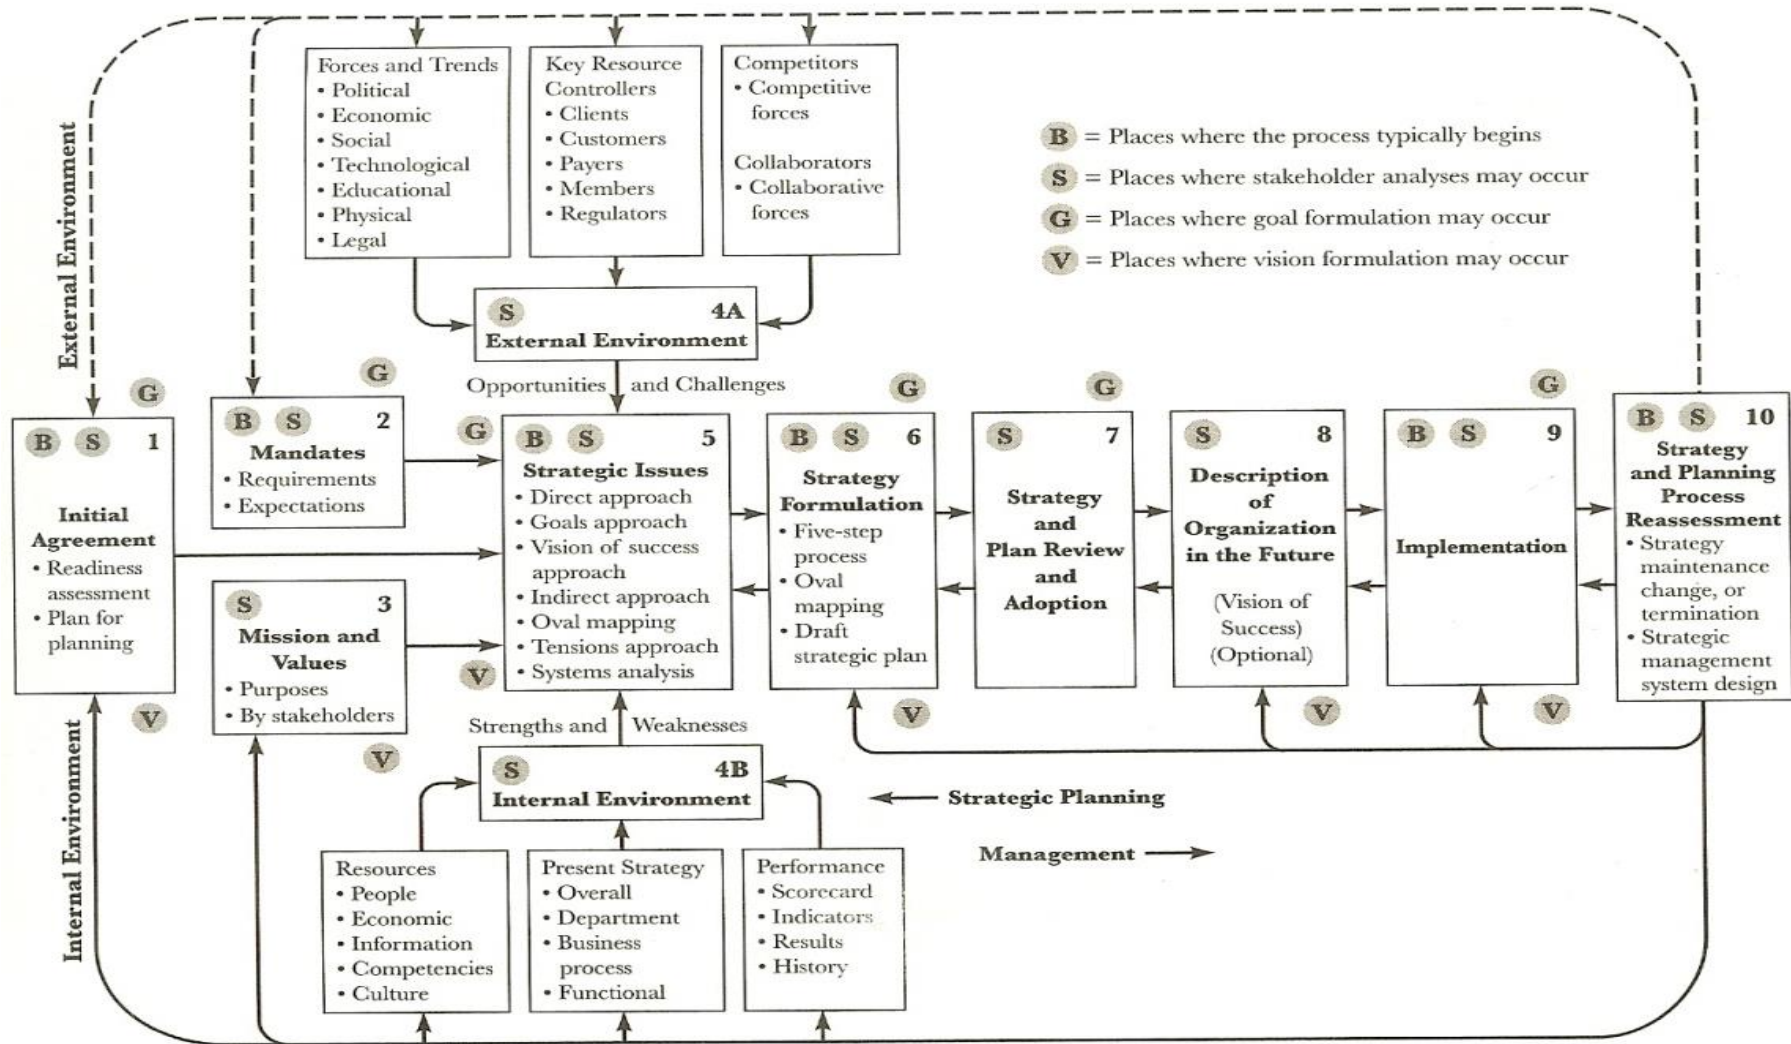 Forces and Trends
• Political
• Economic
• Social
• Technological
• Educational
• Physical
• Legal
Key Resource
Controllers
• Clients
• Customers
• Payers
• Members
• Regulators
Competitors
• Competitive
forces
Collaborators
• Collaborative
forces
B = Places where the process typically begins
S = Places where stakeholder analyses may occur
G = Places where goal formulation may occur
V = Places where vision formulation may occur
External Environment
S 4A
External Environment
Opportunities and Challenges
G
B S 1
Initial
Agreement
• Readiness
assessment
• Plan for
planning
V
G
B S 2
Mandates
• Requirements
• Expectations
S 3
Mission and
Values
• Purposes
• By stakeholders
V
G
B S 5
Strategic Issues
• Direct approach
• Goals approach
• Vision of success
approach
• Indirect approach
• Oval mapping
• Tensions approach
• Systems analysis
V
G
B S 6
Strategy
Formulation
• Five-step
process
• Oval
mapping
• Draft
strategic plan
V
G
S 7
Strategy
and
Plan Review
and
Adoption
S 8
Description
of
Organization
in the Future
(Vision of
Success)
(Optional)
V
G
B S 9
Implementation
V
B S 10
Strategy
and Planning
Process
Reassessment
• Strategy
maintenance
change, or
termination
• Strategic
management
system design
Strengths and Weaknesses
S 4B
Internal Environment
Internal Environment
Strategic Planning
Management
Resources
• People
• Economic
• Information
• Competencies
• Culture
Present Strategy
• Overall
• Department
• Business
process
• Functional
Performance
• Scorecard
• Indicators
• Results
• History